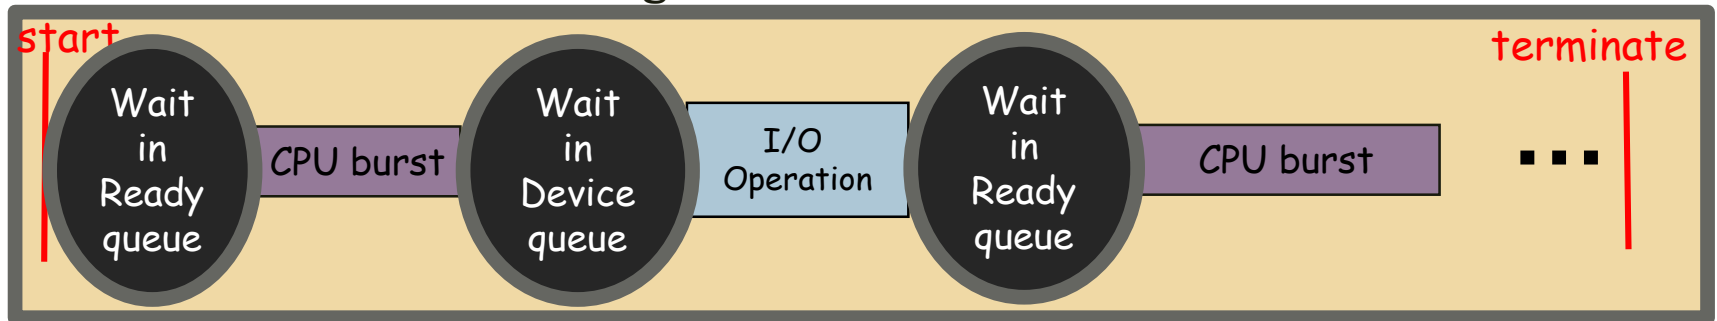 start
terminate
Wait
in
Ready
queue
CPU burst
Wait
in
Device
queue
I/O
Operation
Wait
in
Ready
queue
CPU burst
...